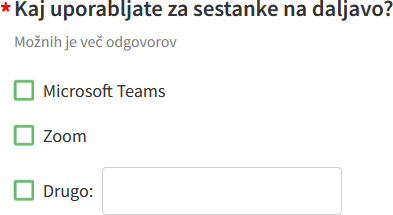 * Kaj uporabljate za sestanke na daljavo?
Možnih je več odgovorov
Microsoft Teams
Zoom
Drugo: